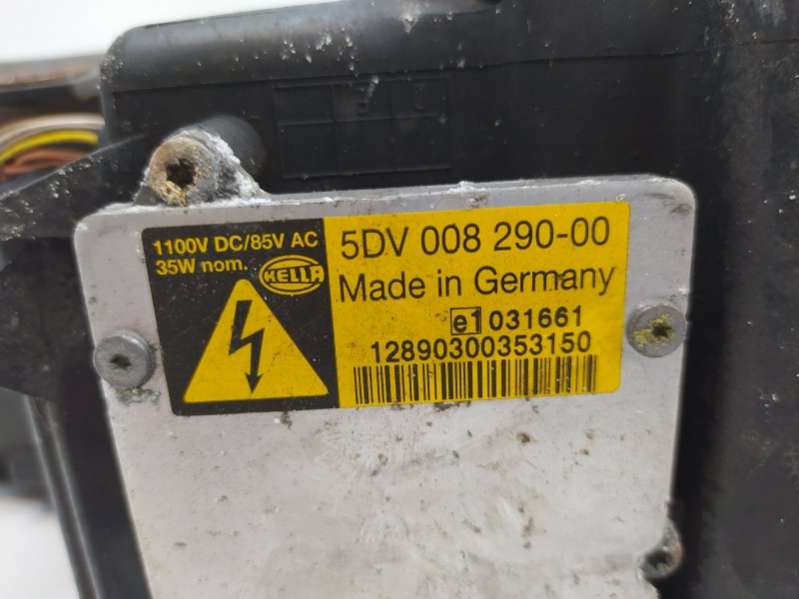 1100V DC/85V AC
35W nom.
HELLA
5DV 008 290-00
Made in Germany
e1 031661
12890300353150